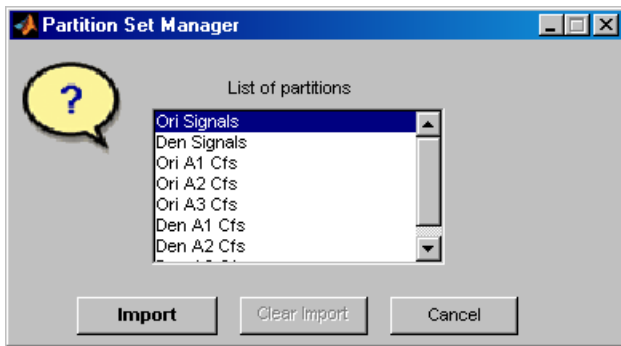 Partition Set Manager
?
List of partitions
Ori Signals
Den Signals
Ori A1 Cfs
Ori A2 Cfs
Ori A3 Cfs
Den A1 Cfs
Den A2 Cfs
Import
Clear Import
Cancel